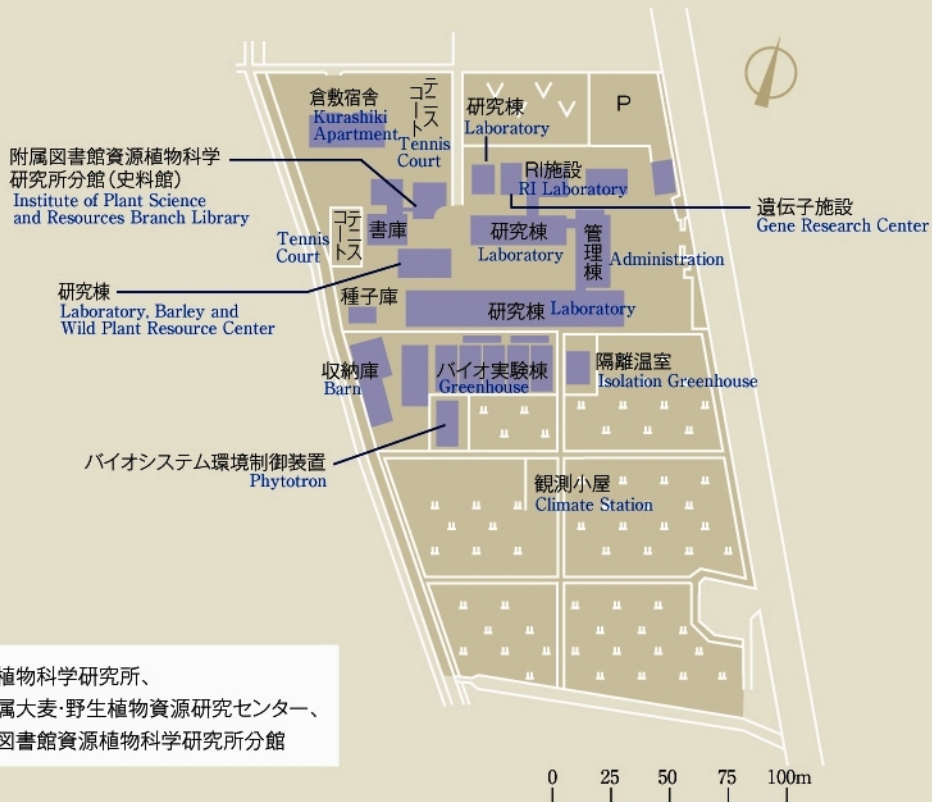 倉敷宿舎
Kurashiki
Apartment
テニス
コート
Tennis
Court
研究棟
Laboratory
P
附属図書館資源植物科学
研究所分館(史料館)
Institute of Plant Science
and Resources Branch Library
RI施設
RI Laboratory
遺伝子施設
Gene Research Center
テニス
コート
Tennis
Court
書庫
研究棟
Laboratory
管理棟
Administration
研究棟
Laboratory, Barley and
Wild Plant Resource Center
種子庫
研究棟 Laboratory
収納庫
Barn
バイオ実験棟
Greenhouse
隔離温室
Isolation Greenhouse
バイオシステム環境制御装置
Phytotron
観測小屋
Climate Station
植物科学研究所、
属大麦・野生植物資源研究センター、
図書館資源植物科学研究所分館
0 25 50 75 100m